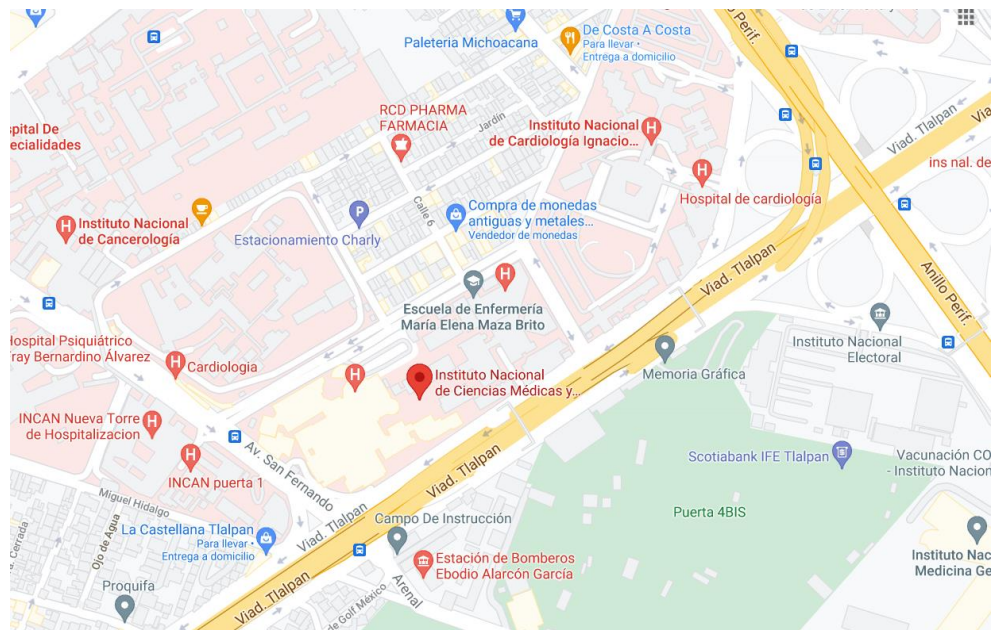 De Costa A Costa
Para llevar •
Entrega a domicilio
Paleteria Michoacana
Anillo Perif.
RCD PHARMA
FARMACIA
Jardín
Instituto Nacional
de Cardiología Ignacio...
Viad. Tlalpan
Viad.
spital De
ecialidades
ins nal. de
Hospital de cardiología
Calle 6
Compra de monedas
antiguas y metales...
Vendedor de monedas
Instituto Nacional
de Cancerología
Estacionamiento Charly
Viad. Tlalpan
Anillo Perif.
Escuela de Enfermería
María Elena Maza Brito
Hospital Psiquiátrico
ray Bernardino Álvarez
Cardiologia
Instituto Nacional
Electoral
Memoria Gráfica
Instituto Nacional
de Ciencias Médicas y...
INCAN Nueva Torre
de Hospitalizacion
Av. San Fernando
INCAN puerta 1
Viad. Tlalpan
Scotiabank IFE Tlalpan
Vacunación CO
- Instituto Nacion
Miguel Hidalgo
Ojo de Agua
Cerrada
La Castellana Tlalpan
Para llevar •
Entrega a domicilio
Viad. Tlalpan
Campo De Instrucción
Puerta 4BIS
Estación de Bomberos
Ebodio Alarcón García
Instituto Nac
Medicina Ge
Proquifa
Viad. Tlalpan
de Golf México
Arenal